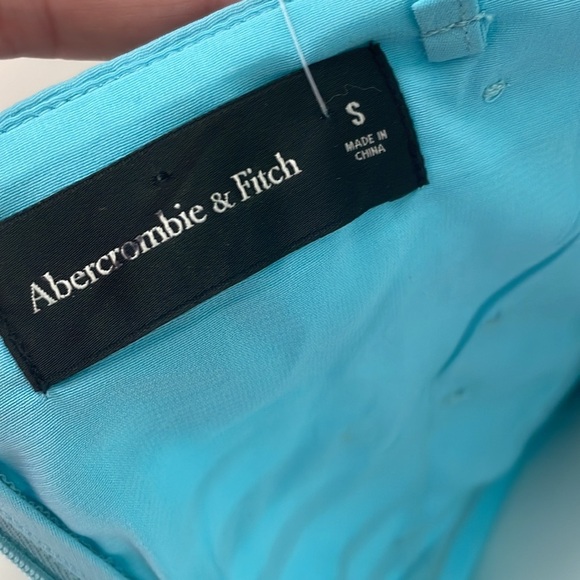 Abercrombie & Fitch
S
MADE IN
CHINA